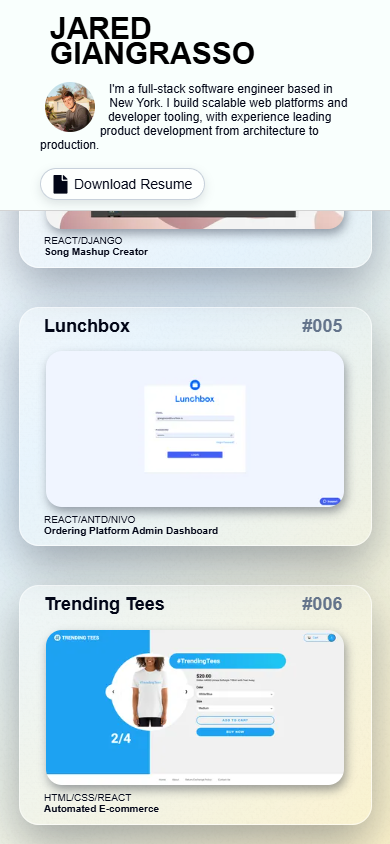 JARED
GIANGRASSO
I'm a full-stack software engineer based in
New York. I build scalable web platforms and
developer tooling, with experience leading
product development from architecture to
production.
Download Resume
REACT/DJANGO
Song Mashup Creator
Lunchbox
#005
Lunchbox
REACT/ANTD/NIVO
Ordering Platform Admin Dashboard
Trending Tees
#006
TRENDING TEES
#TrendingTees
$20.00
Color
Size
ADD TO CART
BUY NOW
2/4
HTML/CSS/REACT
Automated E-commerce